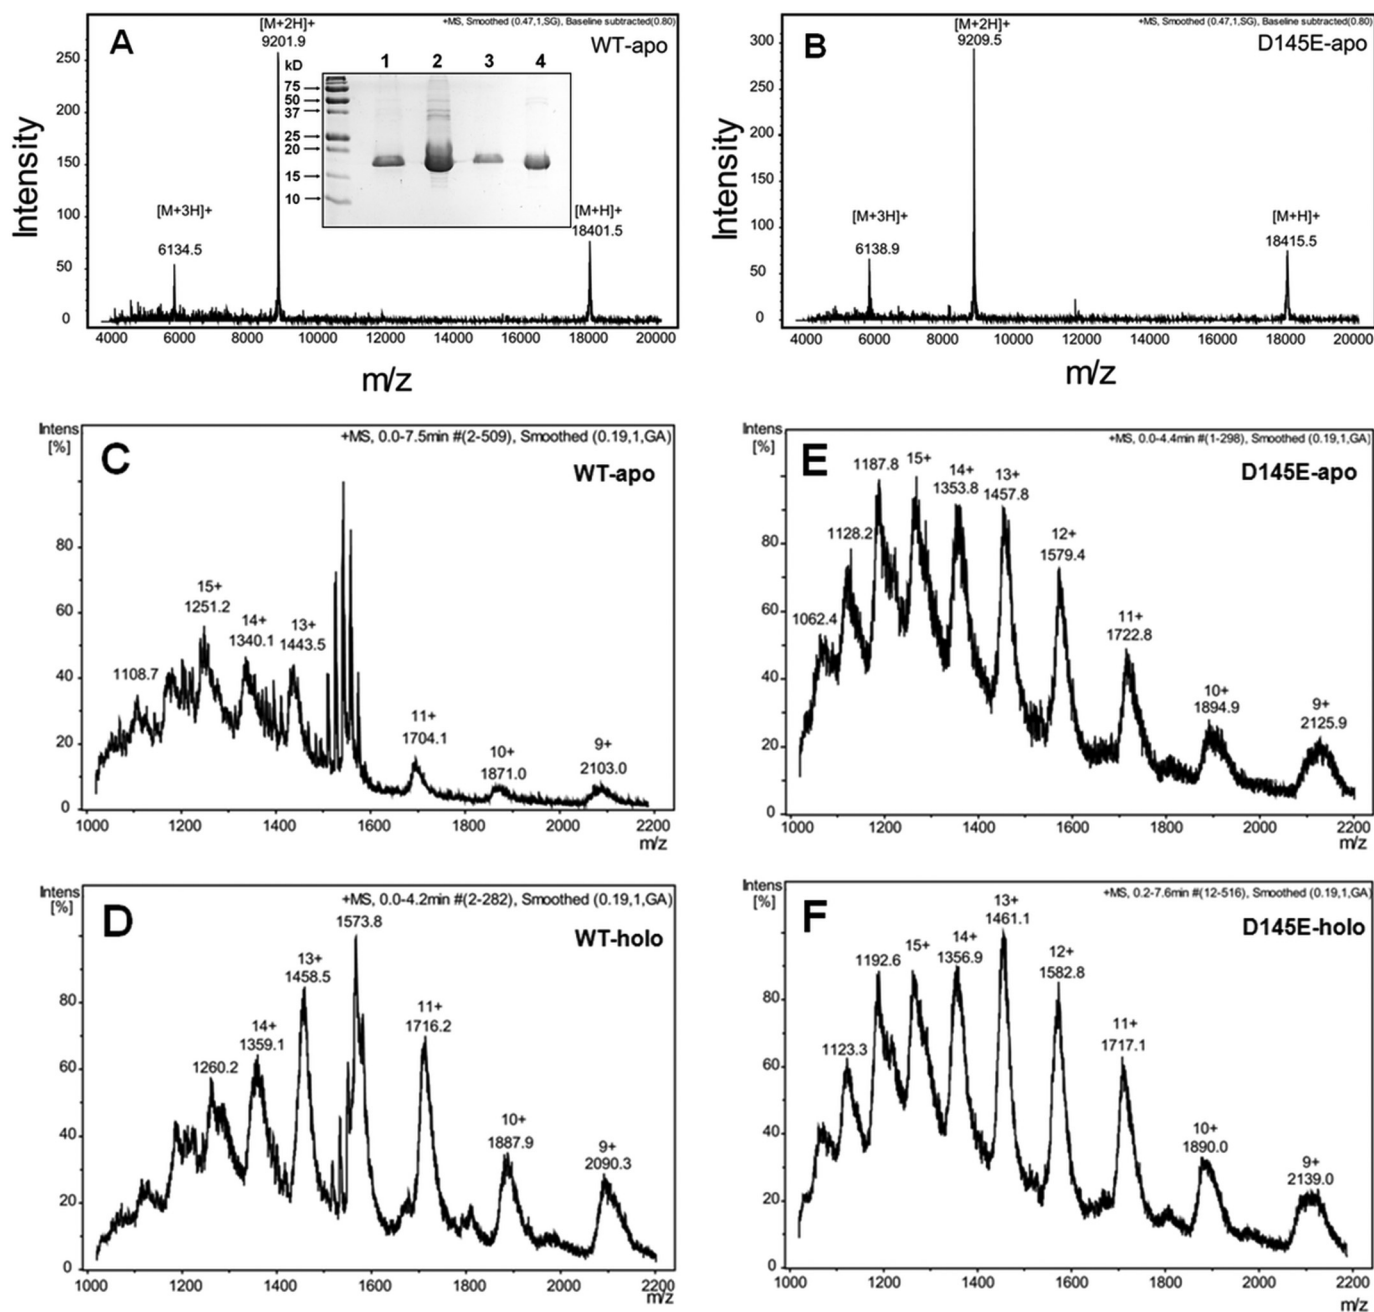 A
+MS, Smoothed (0.47,1,SG), Baseline subtracted(0.80)
WT-apo
[M+2H]+
9201.9
Intensity
250
200
150
100
50
0
kD
1 2 3 4
75
50
37
25
20
15
10
[M+3H]+
6134.5
[M+H]+
18401.5
4000 6000 8000 10000 12000 14000 16000 18000 20000
m/z
B
+MS, Smoothed (0.47,1,SG), Baseline subtracted(0.80)
D145E-apo
[M+2H]+
9209.5
Intensity
300
250
200
150
100
50
0
[M+3H]+
6138.9
[M+H]+
18415.5
4000 6000 8000 10000 12000 14000 16000 18000 20000
m/z
Intens
[%]
C
+MS, 0.0-7.5min #(2-509), Smoothed (0.19,1,GA)
WT-apo
80
60
40
20
0
1108.7
15+
1251.2
14+
1340.1
13+
1443.5
11+
1704.1
10+
1871.0
9+
2103.0
1000 1200 1400 1600 1800 2000 2200
m/z
Intens
[%]
E
+MS, 0.0-4.4min #(1-298), Smoothed (0.19,1,GA)
D145E-apo
80
60
40
20
0
1062.4
1128.2
1187.8
15+
14+
1353.8
13+
1457.8
12+
1579.4
11+
1722.8
10+
1894.9
9+
2125.9
1000 1200 1400 1600 1800 2000 2200
m/z
Intens
[%]
D
+MS, 0.0-4.2min #(2-282), Smoothed (0.19,1,GA)
WT-holo
80
60
40
20
0
1260.2
14+
1359.1
13+
1458.5
1573.8
11+
1716.2
10+
1887.9
9+
2090.3
1000 1200 1400 1600 1800 2000 2200
m/z
Intens
[%]
F
+MS, 0.2-7.6min #(12-516), Smoothed (0.19,1,GA)
D145E-holo
80
60
40
20
0
1123.3
1192.6
15+
14+
1356.9
13+
1461.1
12+
1582.8
11+
1717.1
10+
1890.0
9+
2139.0
1000 1200 1400 1600 1800 2000 2200
m/z